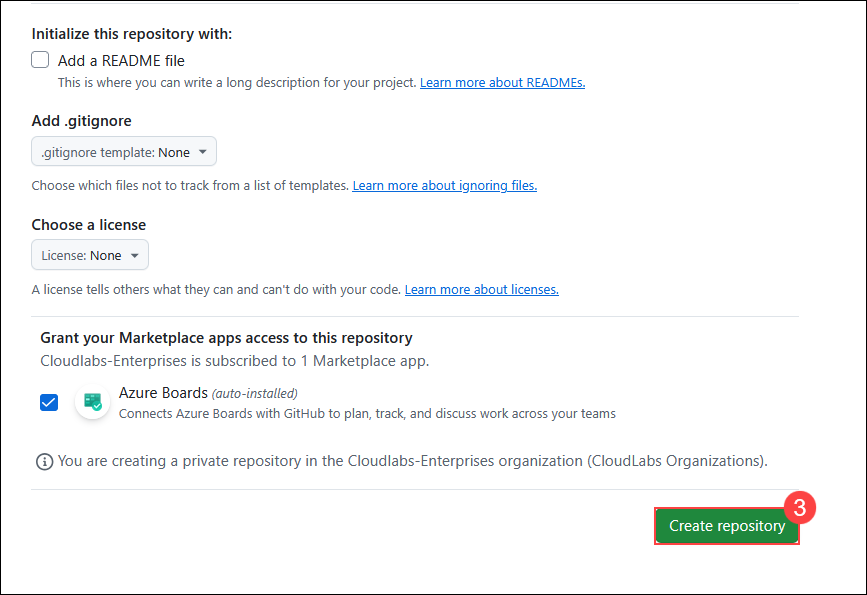 Initialize this repository with:
Add a README file
This is where you can write a long description for your project. Learn more about READMEs.
Add .gitignore
.gitignore template: None
Choose which files not to track from a list of templates. Learn more about ignoring files.
Choose a license
License: None
A license tells others what they can and can't do with your code. Learn more about licenses.
Grant your Marketplace apps access to this repository
Cloudlabs-Enterprises is subscribed to 1 Marketplace app.
Azure Boards (auto-installed)
Connects Azure Boards with GitHub to plan, track, and discuss work across your teams
You are creating a private repository in the Cloudlabs-Enterprises organization (CloudLabs Organizations).
3
Create repository